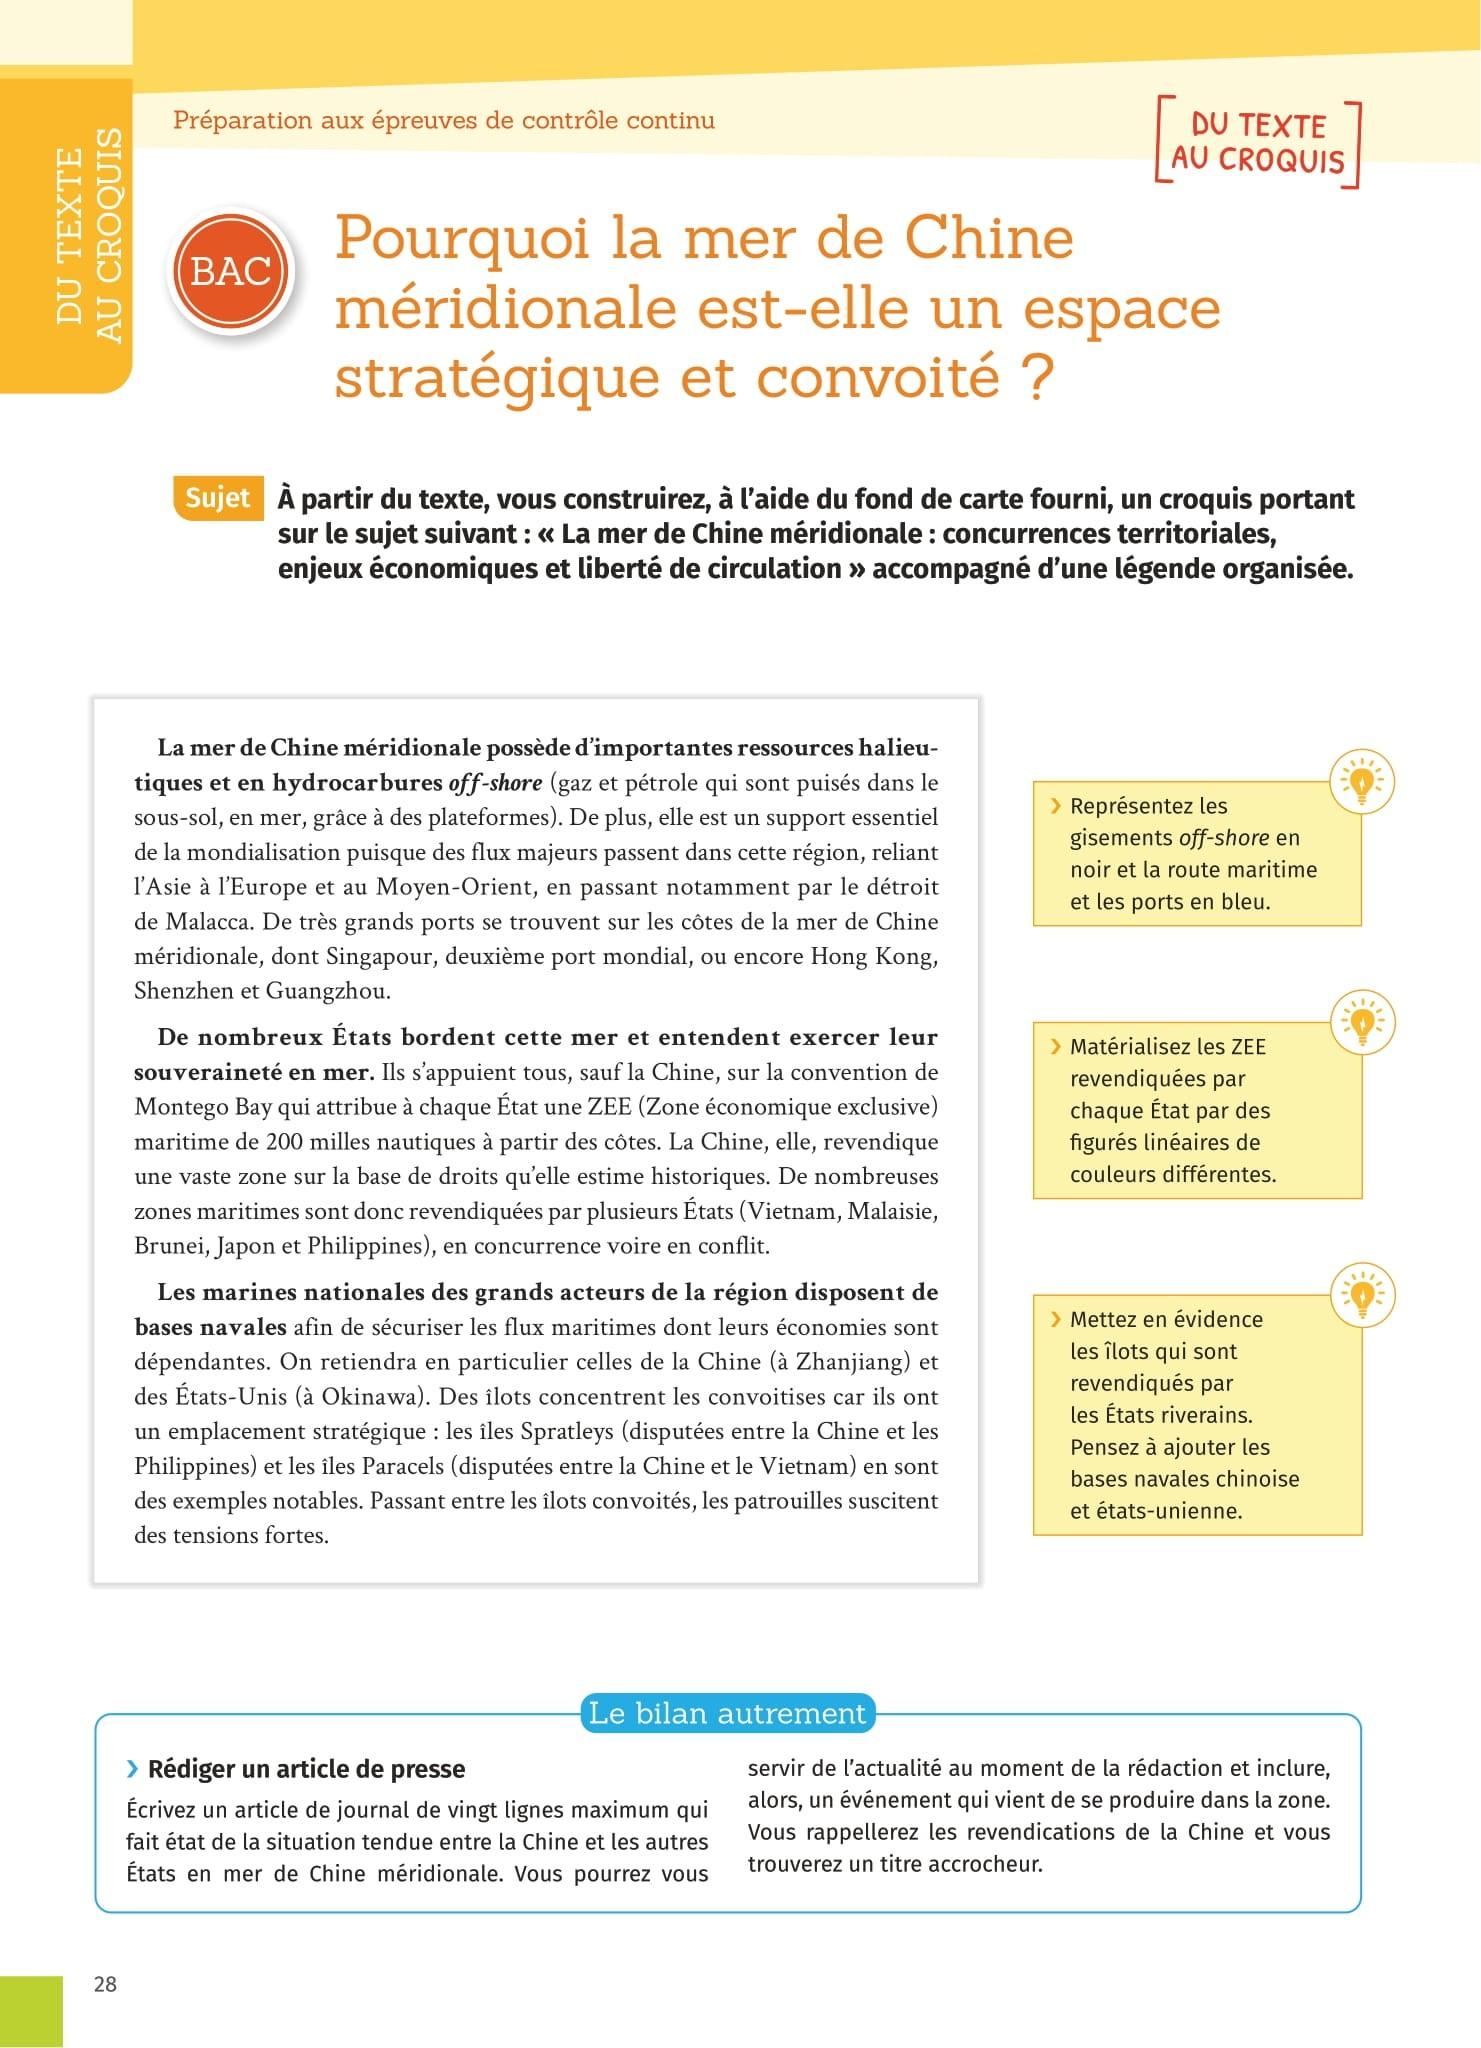 DU TEXTE
AU CROQUIS
Préparation aux épreuves de contrôle continu
DU TEXTE
AU CROQUIS
BAC
Pourquoi la mer de Chine
méridionale est-elle un espace
stratégique et convoité ?
Sujet
À partir du texte, vous construirez, à l’aide du fond de carte fourni, un croquis portant
sur le sujet suivant : « La mer de Chine méridionale : concurrences territoriales,
enjeux économiques et liberté de circulation » accompagné d’une légende organisée.
La mer de Chine méridionale possède d’importantes ressources halieu-
tiques et en hydrocarbures off-shore (gaz et pétrole qui sont puisés dans le
sous-sol, en mer, grâce à des plateformes). De plus, elle est un support essentiel
de la mondialisation puisque des flux majeurs passent dans cette région, reliant
l’Asie à l’Europe et au Moyen-Orient, en passant notamment par le détroit
de Malacca. De très grands ports se trouvent sur les côtes de la mer de Chine
méridionale, dont Singapour, deuxième port mondial, ou encore Hong Kong,
Shenzhen et Guangzhou.
De nombreux États bordent cette mer et entendent exercer leur
souveraineté en mer. Ils s’appuient tous, sauf la Chine, sur la convention de
Montego Bay qui attribue à chaque État une ZEE (Zone économique exclusive)
maritime de 200 milles nautiques à partir des côtes. La Chine, elle, revendique
une vaste zone sur la base de droits qu’elle estime historiques. De nombreuses
zones maritimes sont donc revendiquées par plusieurs États (Vietnam, Malaisie,
Brunei, Japon et Philippines), en concurrence voire en conflit.
Les marines nationales des grands acteurs de la région disposent de
bases navales afin de sécuriser les flux maritimes dont leurs économies sont
dépendantes. On retiendra en particulier celles de la Chine (à Zhanjiang) et
des États-Unis (à Okinawa). Des îlots concentrent les convoitises car ils ont
un emplacement stratégique : les îles Spratleys (disputées entre la Chine et les
Philippines) et les îles Paracels (disputées entre la Chine et le Vietnam) en sont
des exemples notables. Passant entre les îlots convoités, les patrouilles suscitent
des tensions fortes.
› Représentez les
gisements off-shore en
noir et la route maritime
et les ports en bleu.
› Matérialisez les ZEE
revendiquées par
chaque État par des
figurés linéaires de
couleurs différentes.
› Mettez en évidence
les îlots qui sont
revendiqués par
les États riverains.
Pensez à ajouter les
bases navales chinoise
et états-unienne.
Le bilan autrement
› Rédiger un article de presse
Écrivez un article de journal de vingt lignes maximum qui
fait état de la situation tendue entre la Chine et les autres
États en mer de Chine méridionale. Vous pourrez vous
servir de l’actualité au moment de la rédaction et inclure,
alors, un événement qui vient de se produire dans la zone.
Vous rappellerez les revendications de la Chine et vous
trouverez un titre accrocheur.
28